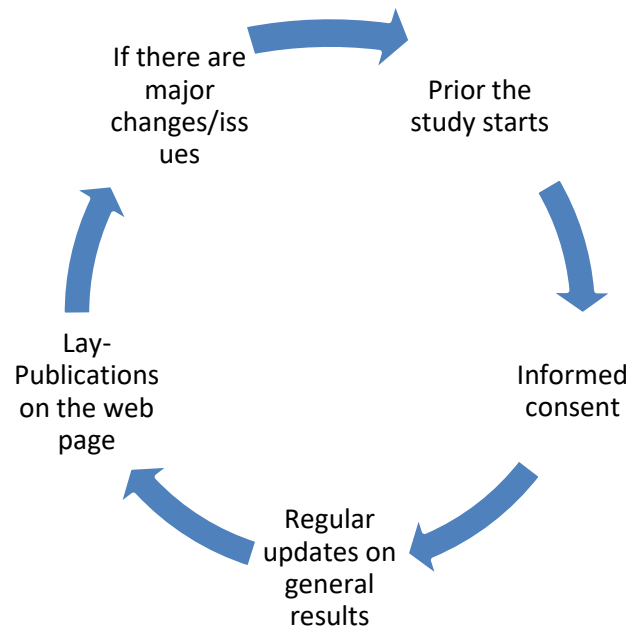 If there are
major
changes/iss
ues
Prior the
study starts
Informed
consent
Regular
updates on
general
results
Lay-
Publications
on the web
page